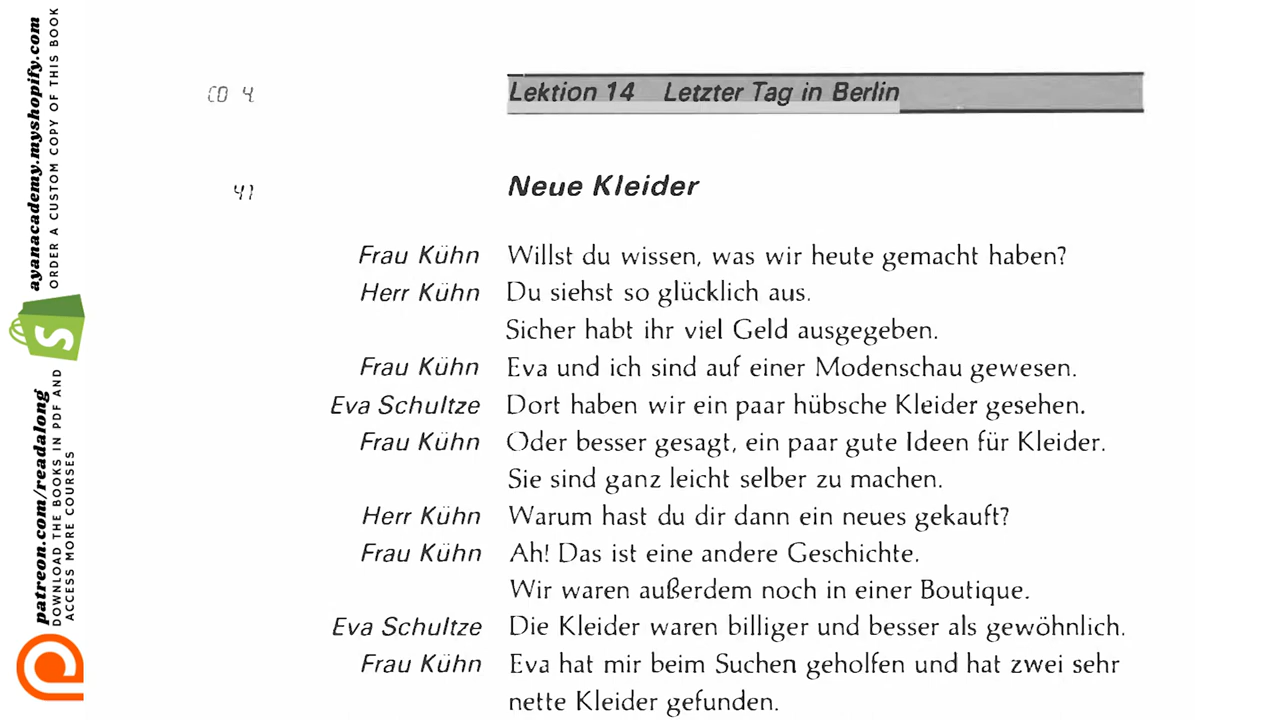 ayanacademy.myshopify.com
ORDER A CUSTOM COPY OF THIS BOOK
patreon.com/readalong
DOWNLOAD THE BOOKS IN PDF AND
ACCESS MORE COURSES
CD 4
Lektion 14 Letzter Tag in Berlin
41
Neue Kleider
Frau Kühn Willst du wissen, was wir heute gemacht haben?
Herr Kühn Du siehst so glücklich aus.
Sicher habt ihr viel Geld ausgegeben.
Frau Kühn Eva und ich sind auf einer Modenschau gewesen.
Eva Schultze Dort haben wir ein paar hübsche Kleider gesehen.
Frau Kühn Oder besser gesagt, ein paar gute Ideen für Kleider.
Sie sind ganz leicht selber zu machen.
Herr Kühn Warum hast du dir dann ein neues gekauft?
Frau Kühn Ah! Das ist eine andere Geschichte.
Wir waren außerdem noch in einer Boutique.
Eva Schultze Die Kleider waren billiger und besser als gewöhnlich.
Frau Kühn Eva hat mir beim Suchen geholfen und hat zwei sehr
nette Kleider gefunden.